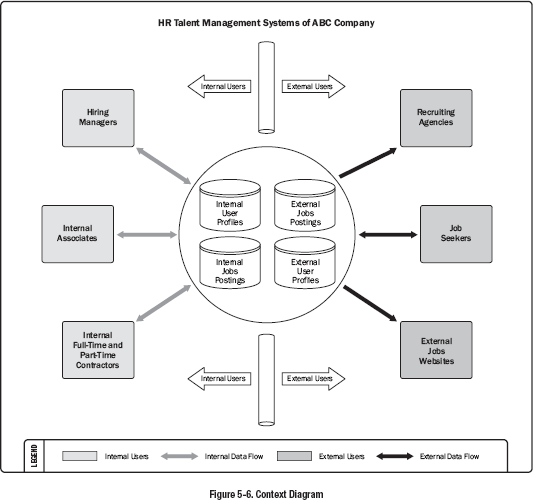 HR Talent Management Systems of ABC Company
Internal Users
External Users
Hiring
Managers
Recruiting
Agencies
Internal
User
Profiles
External
Jobs
Postings
Internal
Associates
Job
Seekers
Internal
Jobs
Postings
External
User
Profiles
Internal
Full-Time and
Part-Time
Contractors
External
Jobs
Websites
Internal Users
External Users
LEGEND
Internal Users
Internal Data Flow
External Users
External Data Flow
Figure 5-6. Context Diagram